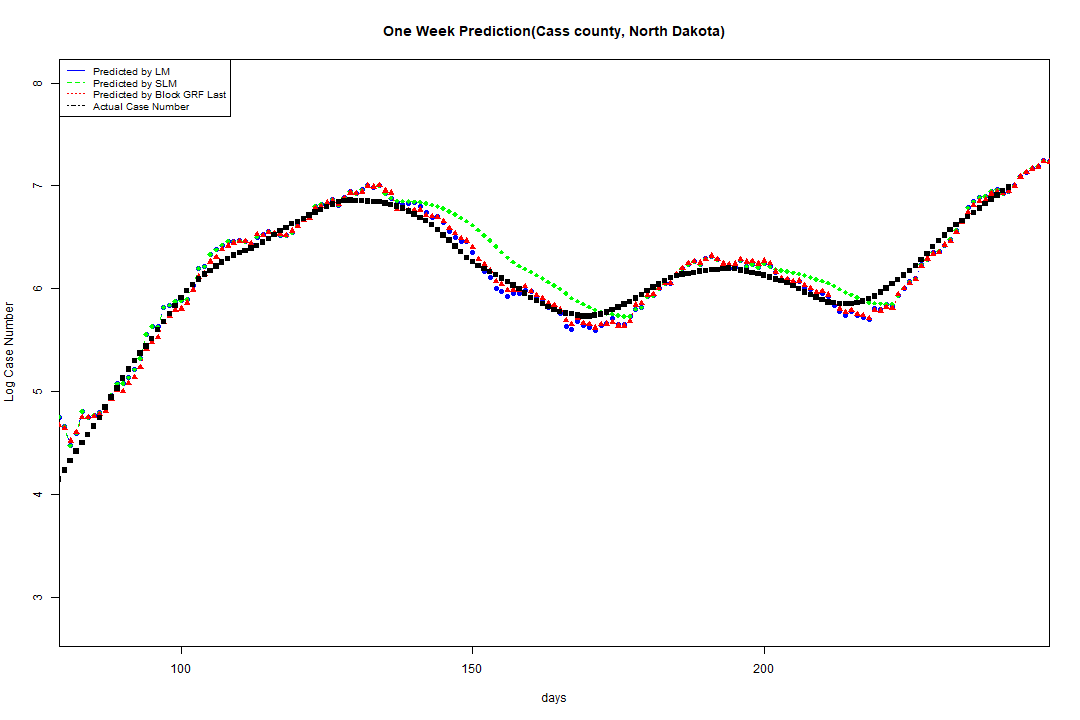 One Week Prediction(Cass county, North Dakota)
Predicted by LM
Predicted by SLM
Predicted by Block GRF Last
Actual Case Number
8
7
6
5
4
3
Log Case Number
100 150 200
days